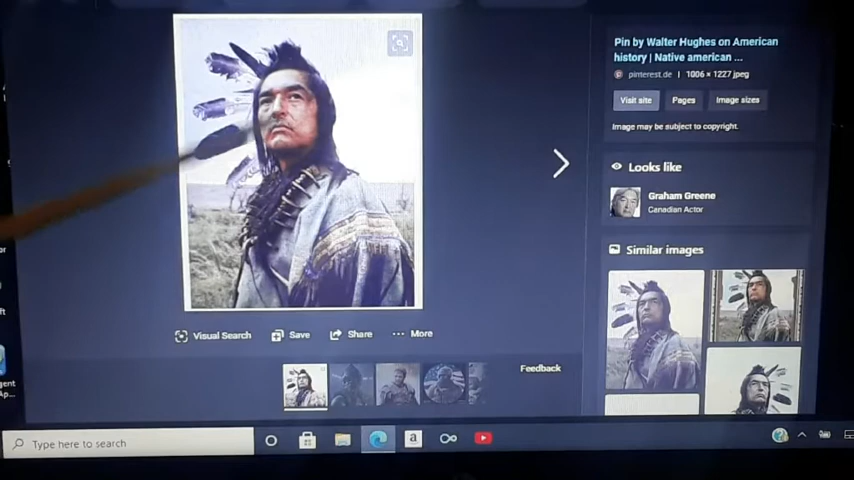 Pin by Walter Hughes on American
history | Native american ...
pinterest.de | 1006 × 1227 jpeg
Visit site
Pages
Image sizes
Image may be subject to copyright.
Looks like
Graham Greene
Canadian Actor
Similar images
Visual Search
Save
Share
More
Feedback
Type here to search
a